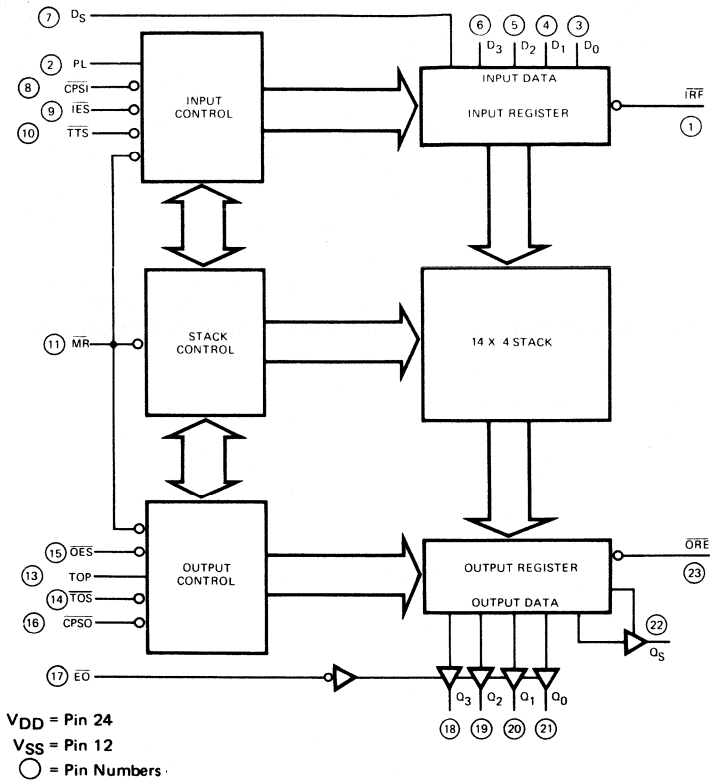 7 DS
6 5 4 3
D3 D2 D1 D0
2 PL
8 CPSI
9 IES
10 TTS
INPUT
CONTROL
INPUT DATA
INPUT REGISTER
IRF
1
11 MR
STACK
CONTROL
14 X 4 STACK
15 OES
13 TOP
14 TOS
16 CPSO
OUTPUT
CONTROL
OUTPUT REGISTER
OUTPUT DATA
ORE
23
22
QS
17 EO
Q3 Q2 Q1 Q0
18 19 20 21
VDD = Pin 24
VSS = Pin 12
= Pin Numbers